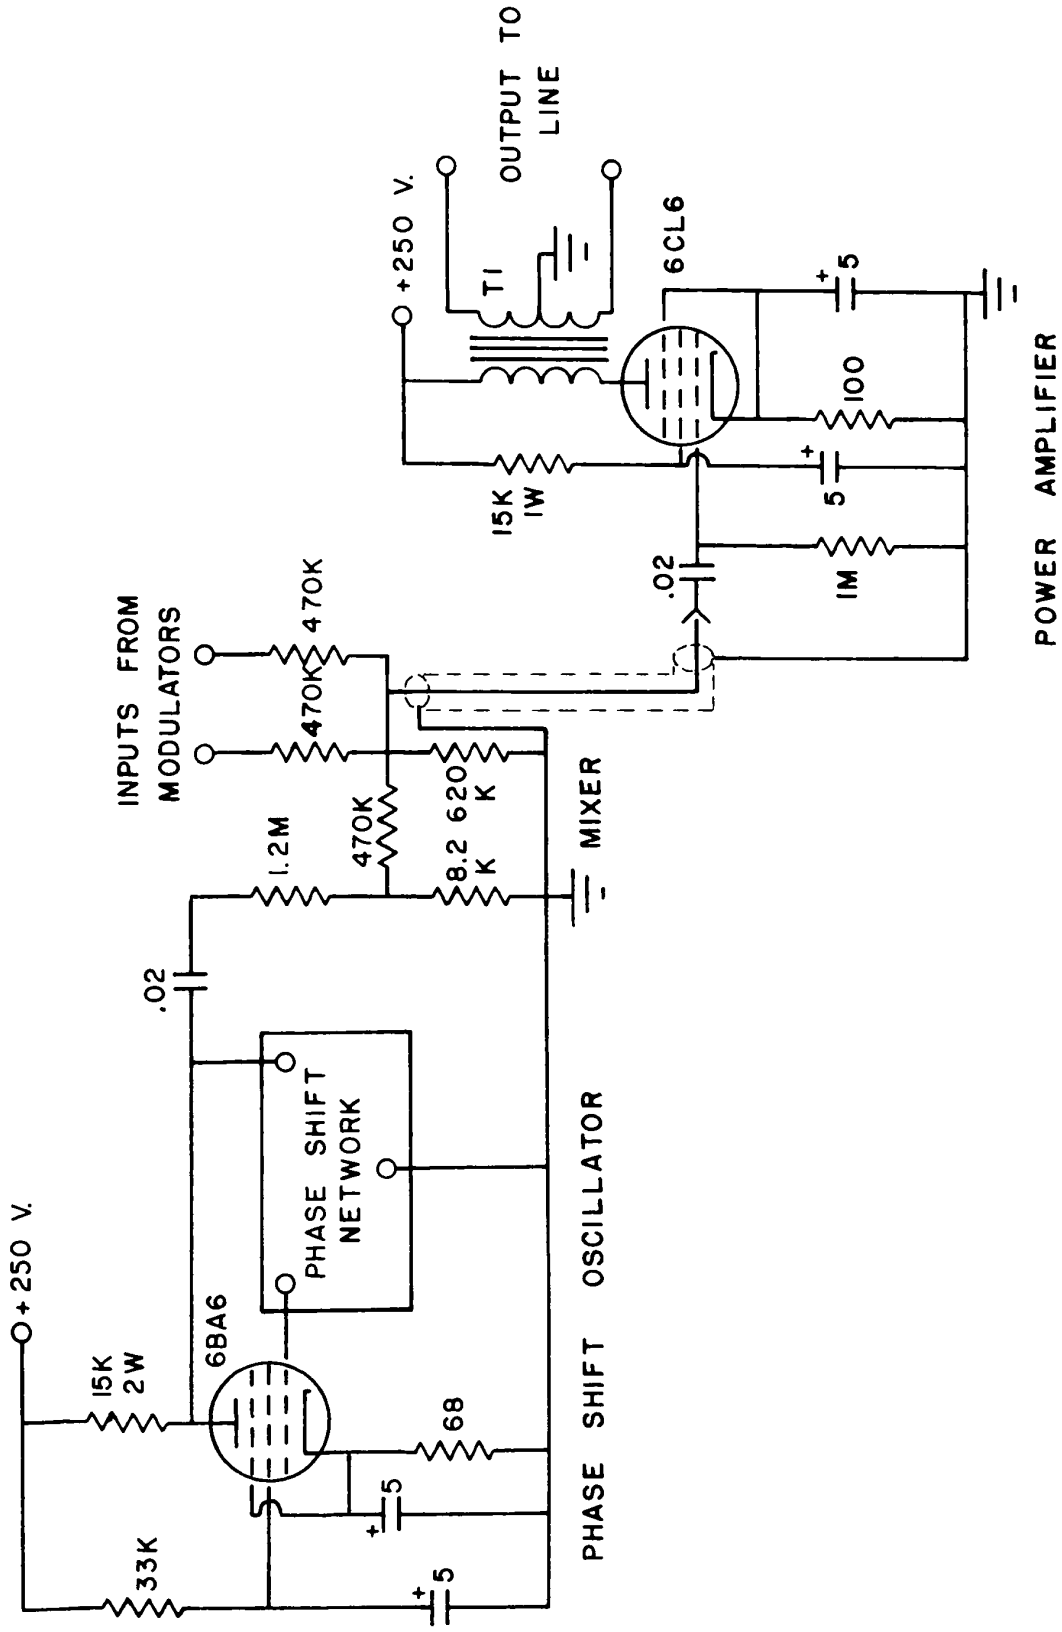 +250 V.
33K
15K
2W
6BA6
5
5
68
PHASE SHIFT
NETWORK
.02
1.2M
470K
8.2
K
620
K
INPUTS FROM
MODULATORS
470K
470K
PHASE SHIFT OSCILLATOR
MIXER
+250 V.
15K
1W
T1
OUTPUT TO
LINE
6CL6
.02
1M
5
100
5
POWER AMPLIFIER